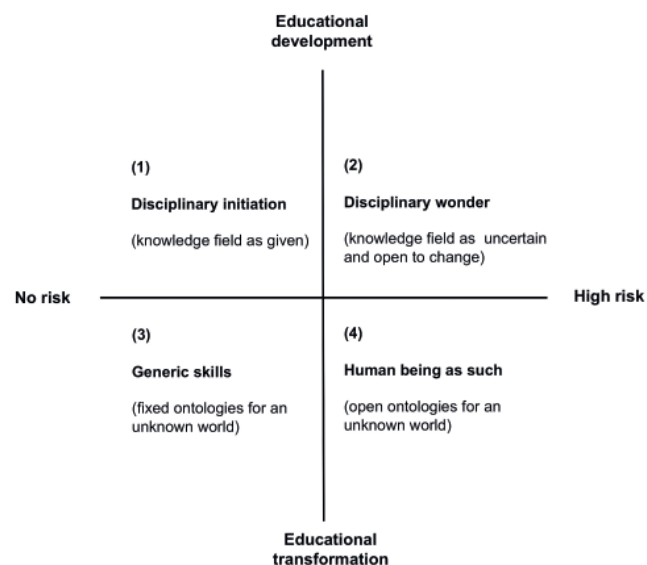 Educational
development
(1)
Disciplinary initiation
(knowledge field as given)
(2)
Disciplinary wonder
(knowledge field as uncertain
and open to change)
No risk
High risk
(3)
Generic skills
(fixed ontologies for an
unknown world)
(4)
Human being as such
(open ontologies for an
unknown world)
Educational
transformation